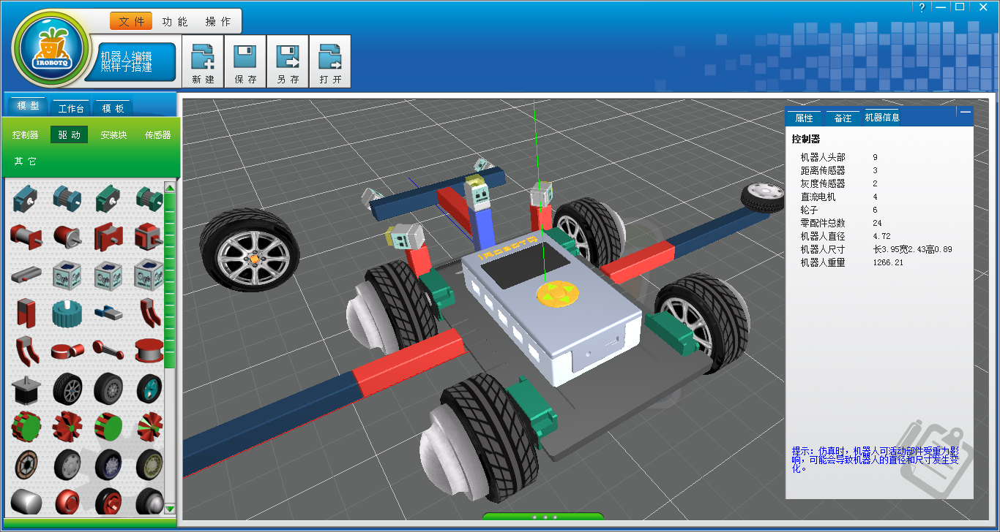 ?
文 件 功 能 操 作
IROBOTQ
机器人编辑
照样子搭建
新 建 保 存 另 存 打 开
模 型 工作台 模 板
控制器 驱 动 安装块 传感器
其 它
属性 备注 机器信息
控制器
机器人头部 9
距离传感器 3
灰度传感器 2
直流电机 4
轮子 6
零配件总数 24
机器人直径 4.72
机器人尺寸 长3.95宽2.43高0.89
机器人重量 1266.21
IROBOTQ
提示：仿真时，机器人可活动部件受重力影
响，可能会导致机器人的直径和尺寸发生变
化。